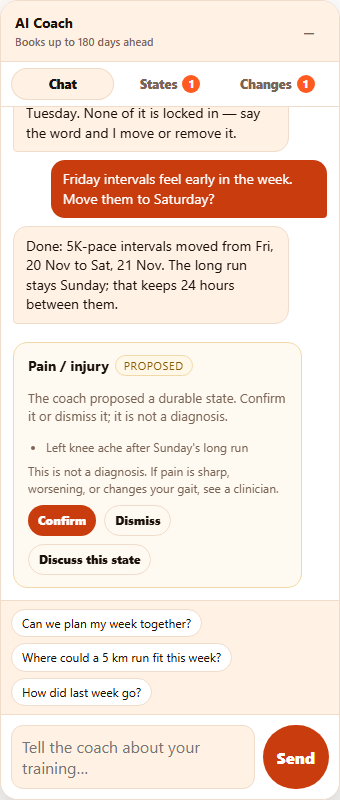 AI Coach
Books up to 180 days ahead
Chat
States 1
Changes 1
Tuesday. None of it is locked in — say
the word and I move or remove it.
Friday intervals feel early in the week.
Move them to Saturday?
Done: 5K-pace intervals moved from Fri,
20 Nov to Sat, 21 Nov. The long run
stays Sunday; that keeps 24 hours
between them.
Pain / injury PROPOSED
The coach proposed a durable state. Confirm
it or dismiss it; it is not a diagnosis.
• Left knee ache after Sunday's long run
This is not a diagnosis. If pain is sharp,
worsening, or changes your gait, see a clinician.
Confirm
Dismiss
Discuss this state
Can we plan my week together?
Where could a 5 km run fit this week?
How did last week go?
Tell the coach about your
training...
Send